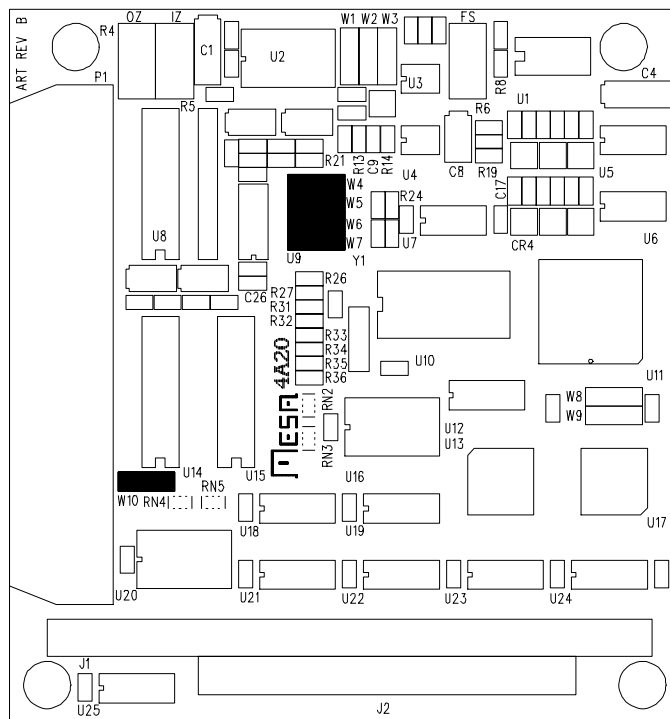 ART REV B
OZ IZ
R4
P1
C1
U2
W1 W2 W3
FS
U3
R8
C4
R5
R6
U1
R21
R13
C9
R14
U4
C8
R19
U5
W4
W5
W6
W7
R24
C17
U8
U9
Y1
U7
CR4
U6
C26
R26
R27
R31
R32
R33
R34
R35
R36
4A20
MESA
RN2
RN3
U10
U11
W8
W9
U12
U13
U14
U15
U16
W10
RN4
RN5
U17
U18
U19
U20
U21
U22
U23
U24
J1
U25
J2